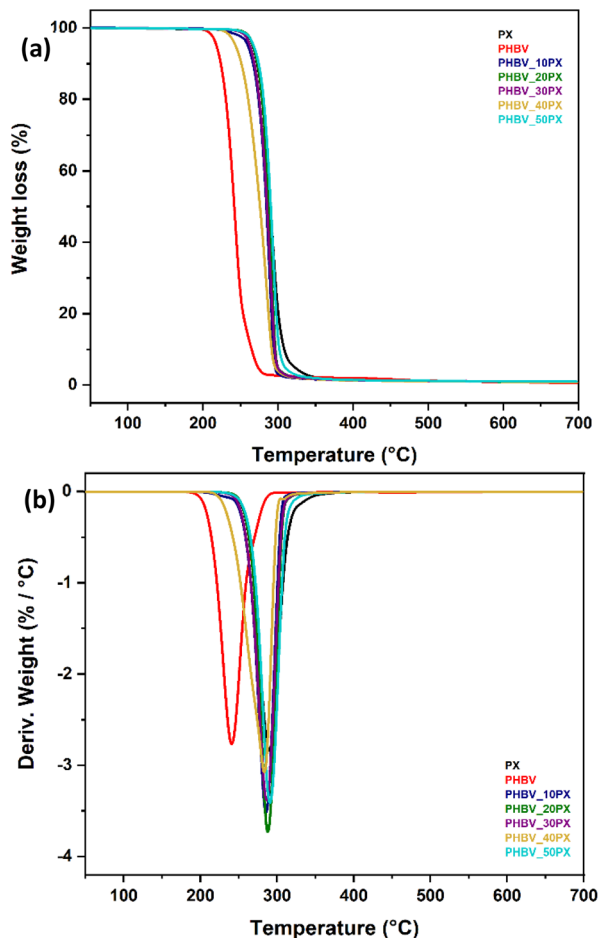 (a)
PX
PHBV
PHBV_10PX
PHBV_20PX
PHBV_30PX
PHBV_40PX
PHBV_50PX
Weight loss (%)
100
80
60
40
20
0
100 200 300 400 500 600 700
Temperature (°C)
(b)
Deriv. Weight (% / °C)
0
-1
-2
-3
-4
PX
PHBV
PHBV_10PX
PHBV_20PX
PHBV_30PX
PHBV_40PX
PHBV_50PX
100 200 300 400 500 600 700
Temperature (°C)